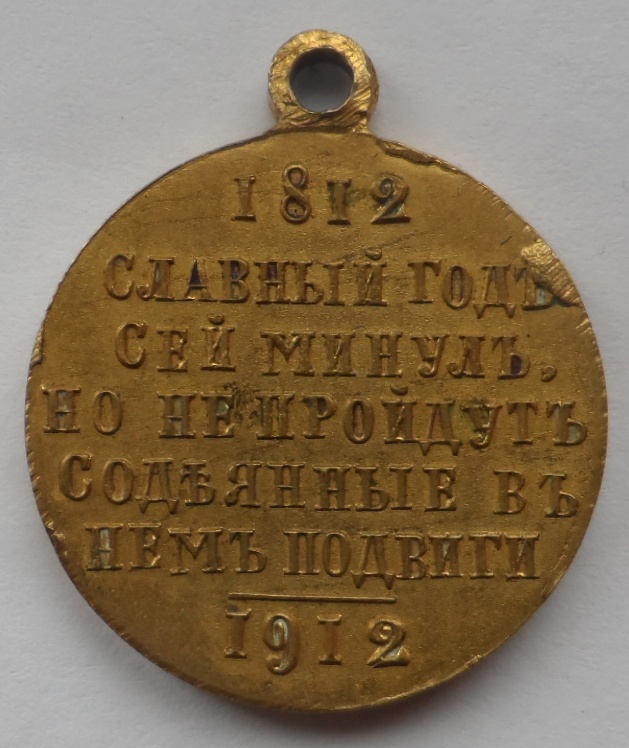 1812
СЛАВНЫЙ ГОДЪ
СЕЙ МИНУЛЪ,
НО НЕ ПРОЙДУТЪ
СОДѢЯННЫЕ ВЪ
НЕМЪ ПОДВИГИ
1912